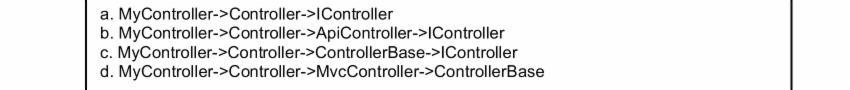 a. MyController->Controller->IController
b. MyController->Controller->ApiController->IController
c. MyController->Controller->ControllerBase->IController
d. MyController->Controller->MvcController->ControllerBase